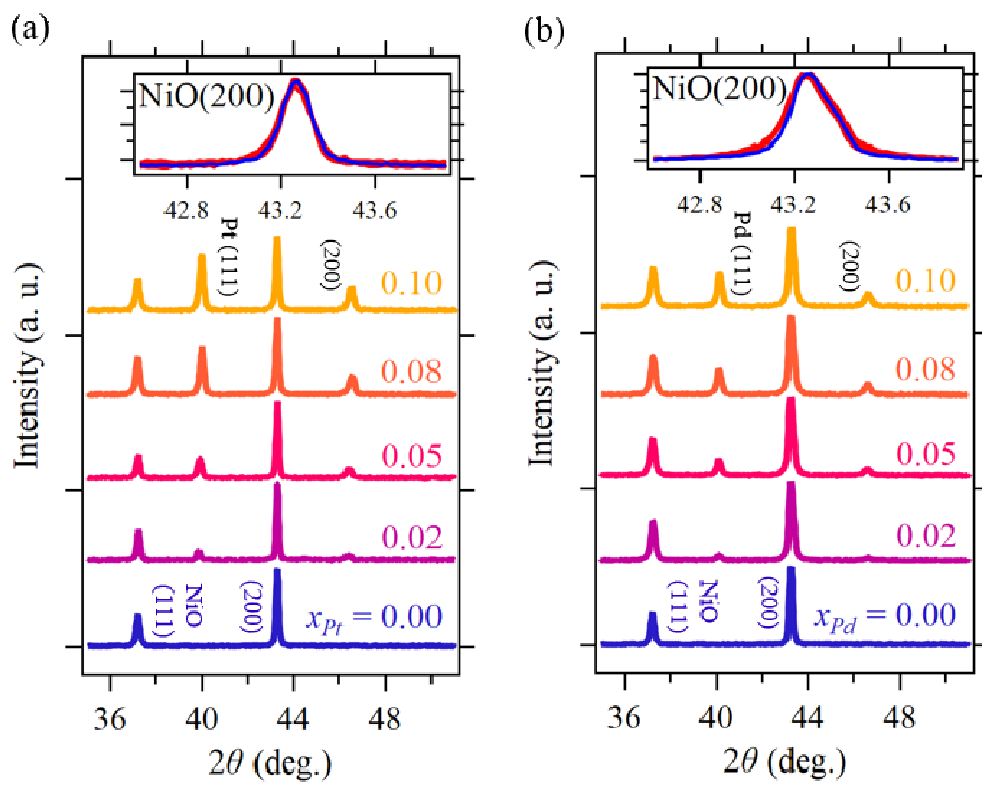 (a)
NiO(200)
42.8 43.2 43.6
Pt (111)
(200)
0.10
0.08
0.05
0.02
NiO
(111)
(200)
xPt = 0.00
Intensity (a. u.)
36 40 44 48
2θ (deg.)
(b)
NiO(200)
42.8 43.2 43.6
Pd (111)
(200)
0.10
0.08
0.05
0.02
NiO
(111)
(200)
xPd = 0.00
Intensity (a. u.)
36 40 44 48
2θ (deg.)